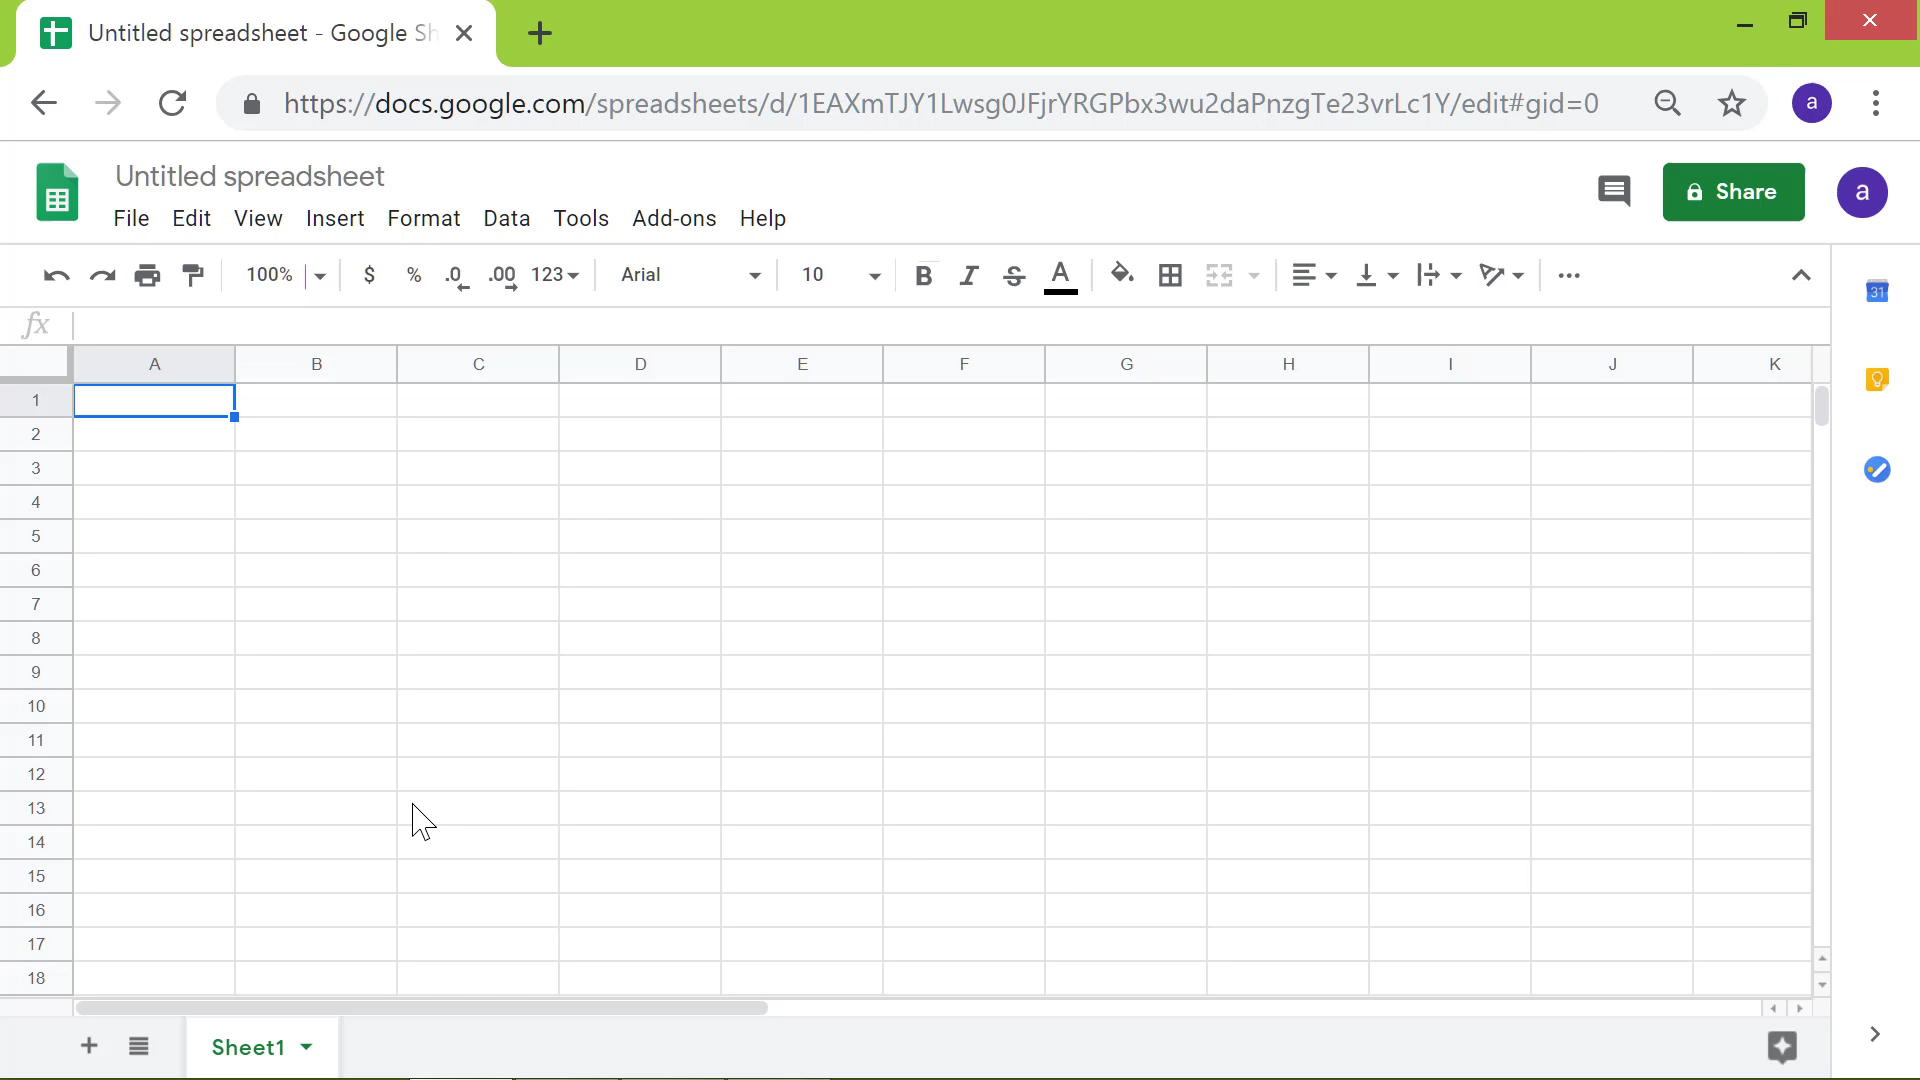 Untitled spreadsheet - Google Sh
https://docs.google.com/spreadsheets/d/1EAXmTJY1Lwsg0JFjrYRGPbx3wu2daPnzgTe23vrLc1Y/edit#gid=0
a
Untitled spreadsheet
File Edit View Insert Format Data Tools Add-ons Help
Share
a
100% $ % .0 .00 123 Arial 10 B I S A
31
fx
A B C D E F G H I J K
1
2
3
4
5
6
7
8
9
10
11
12
13
14
15
16
17
18
Sheet1